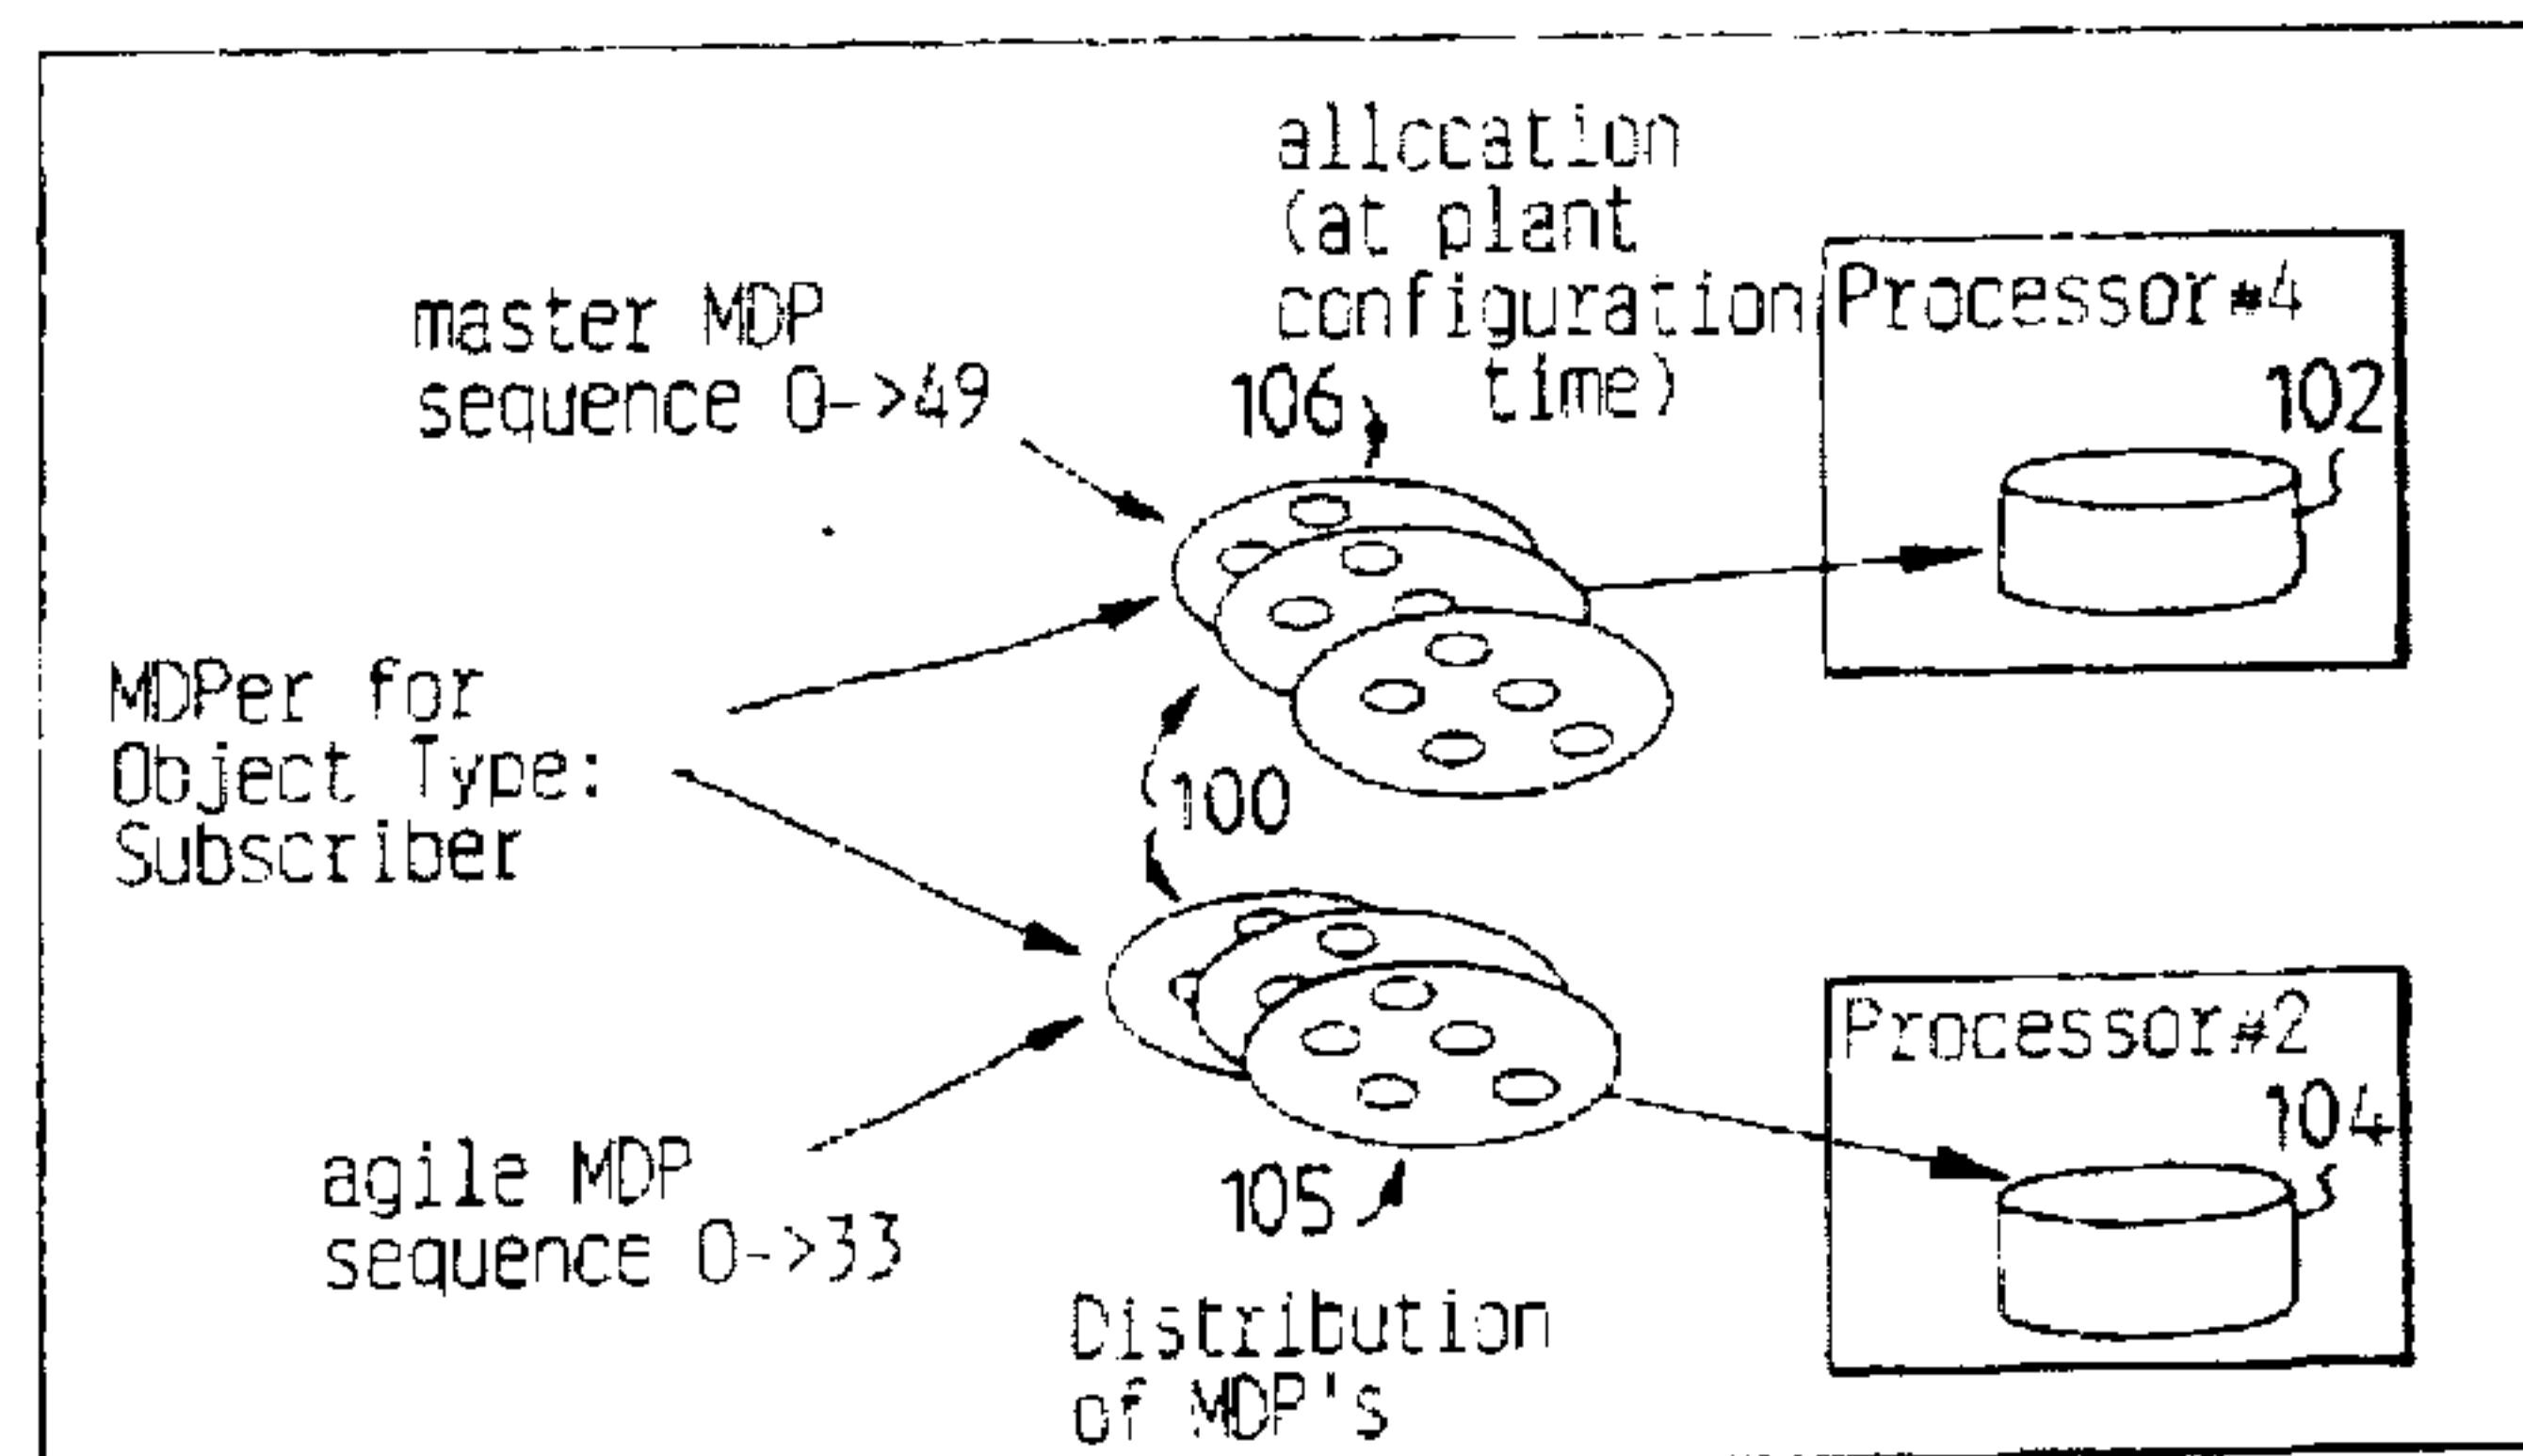 allocation
(at plant
configuration
time)
master MDP
sequence 0->49
106
Processor#4
102
MDPer for
Object Type:
Subscriber
100
Processor#2
104
agile MDP
sequence 0->33
105
Distribution
of MDP's